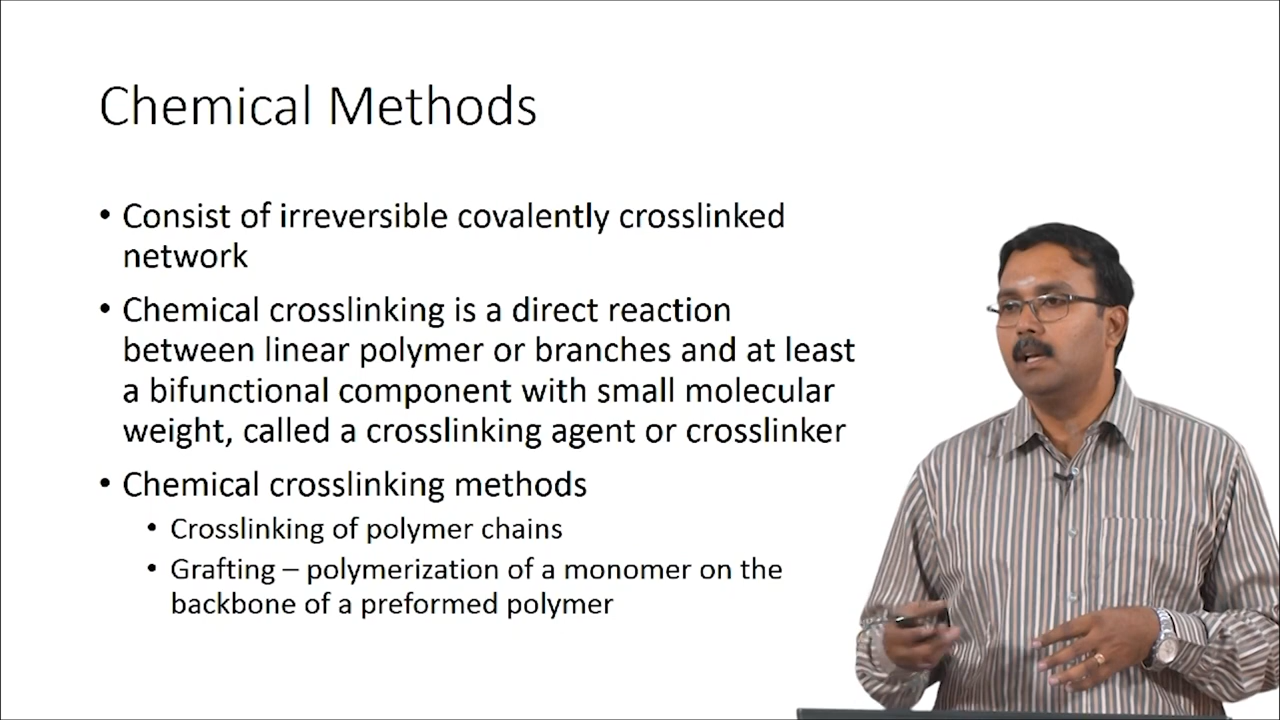 Chemical Methods
• Consist of irreversible covalently crosslinked
network
• Chemical crosslinking is a direct reaction
between linear polymer or branches and at least
a bifunctional component with small molecular
weight, called a crosslinking agent or crosslinker
• Chemical crosslinking methods
• Crosslinking of polymer chains
• Grafting – polymerization of a monomer on the
backbone of a preformed polymer